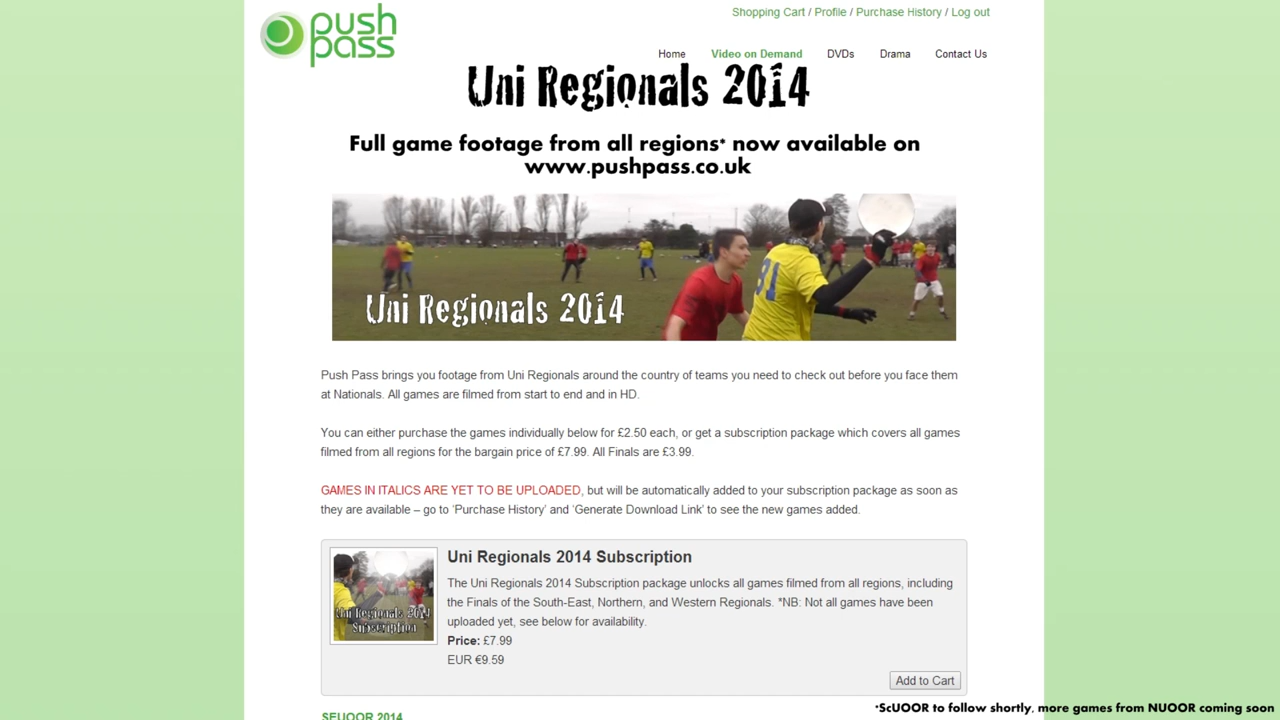 push
pass
Shopping Cart / Profile / Purchase History / Log out
Home Video on Demand DVDs Drama Contact Us
Uni Regionals 2014
Full game footage from all regions* now available on
www.pushpass.co.uk
31
Uni Regionals 2014
Push Pass brings you footage from Uni Regionals around the country of teams you need to check out before you face them
at Nationals. All games are filmed from start to end and in HD.
You can either purchase the games individually below for £2.50 each, or get a subscription package which covers all games
filmed from all regions for the bargain price of £7.99. All Finals are £3.99.
GAMES IN ITALICS ARE YET TO BE UPLOADED, but will be automatically added to your subscription package as soon as
they are available – go to 'Purchase History' and 'Generate Download Link' to see the new games added.
Uni Regionals 2014
Subscription
Uni Regionals 2014 Subscription
The Uni Regionals 2014 Subscription package unlocks all games filmed from all regions, including
the Finals of the South-East, Northern, and Western Regionals. *NB: Not all games have been
uploaded yet, see below for availability.
Price: £7.99
EUR €9.59
Add to Cart
SEUOOR 2014
*ScUOOR to follow shortly, more games from NUOOR coming soon